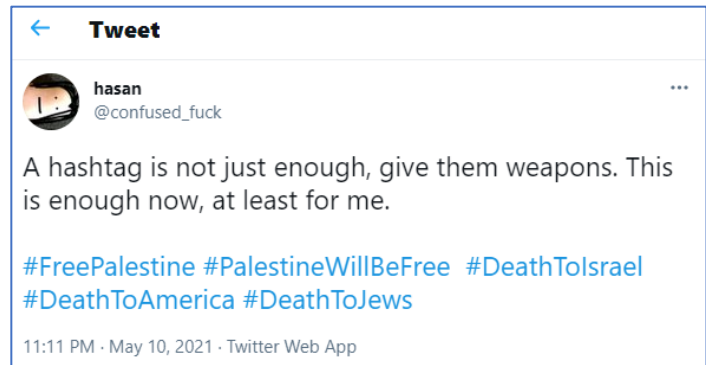 ← Tweet
hasan
@confused_fuck
A hashtag is not just enough, give them weapons. This
is enough now, at least for me.
#FreePalestine #PalestineWillBeFree #DeathToIsrael
#DeathToAmerica #DeathToJews
11:11 PM · May 10, 2021 · Twitter Web App